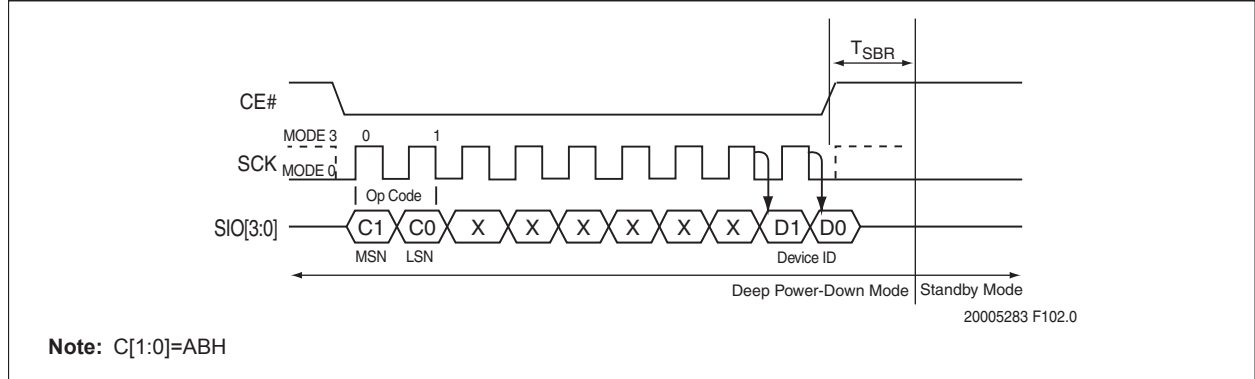 TSBR
CE#
MODE 3 0 1
SCK
MODE 0
Op Code
SIO[3:0] C1 C0 X X X X X X D1 D0
MSN LSN Device ID
Deep Power-Down Mode Standby Mode
20005283 F102.0
Note: C[1:0]=ABH